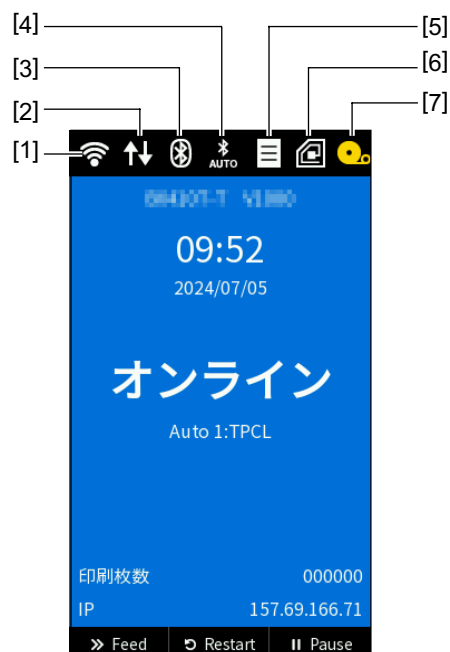 [4]
[5]
[3]
[6]
[2]
[7]
[1]
AUTO
09:52
2024/07/05
オンライン
Auto 1:TPCL
印刷枚数 000000
IP 157.69.166.71
Feed Restart Pause